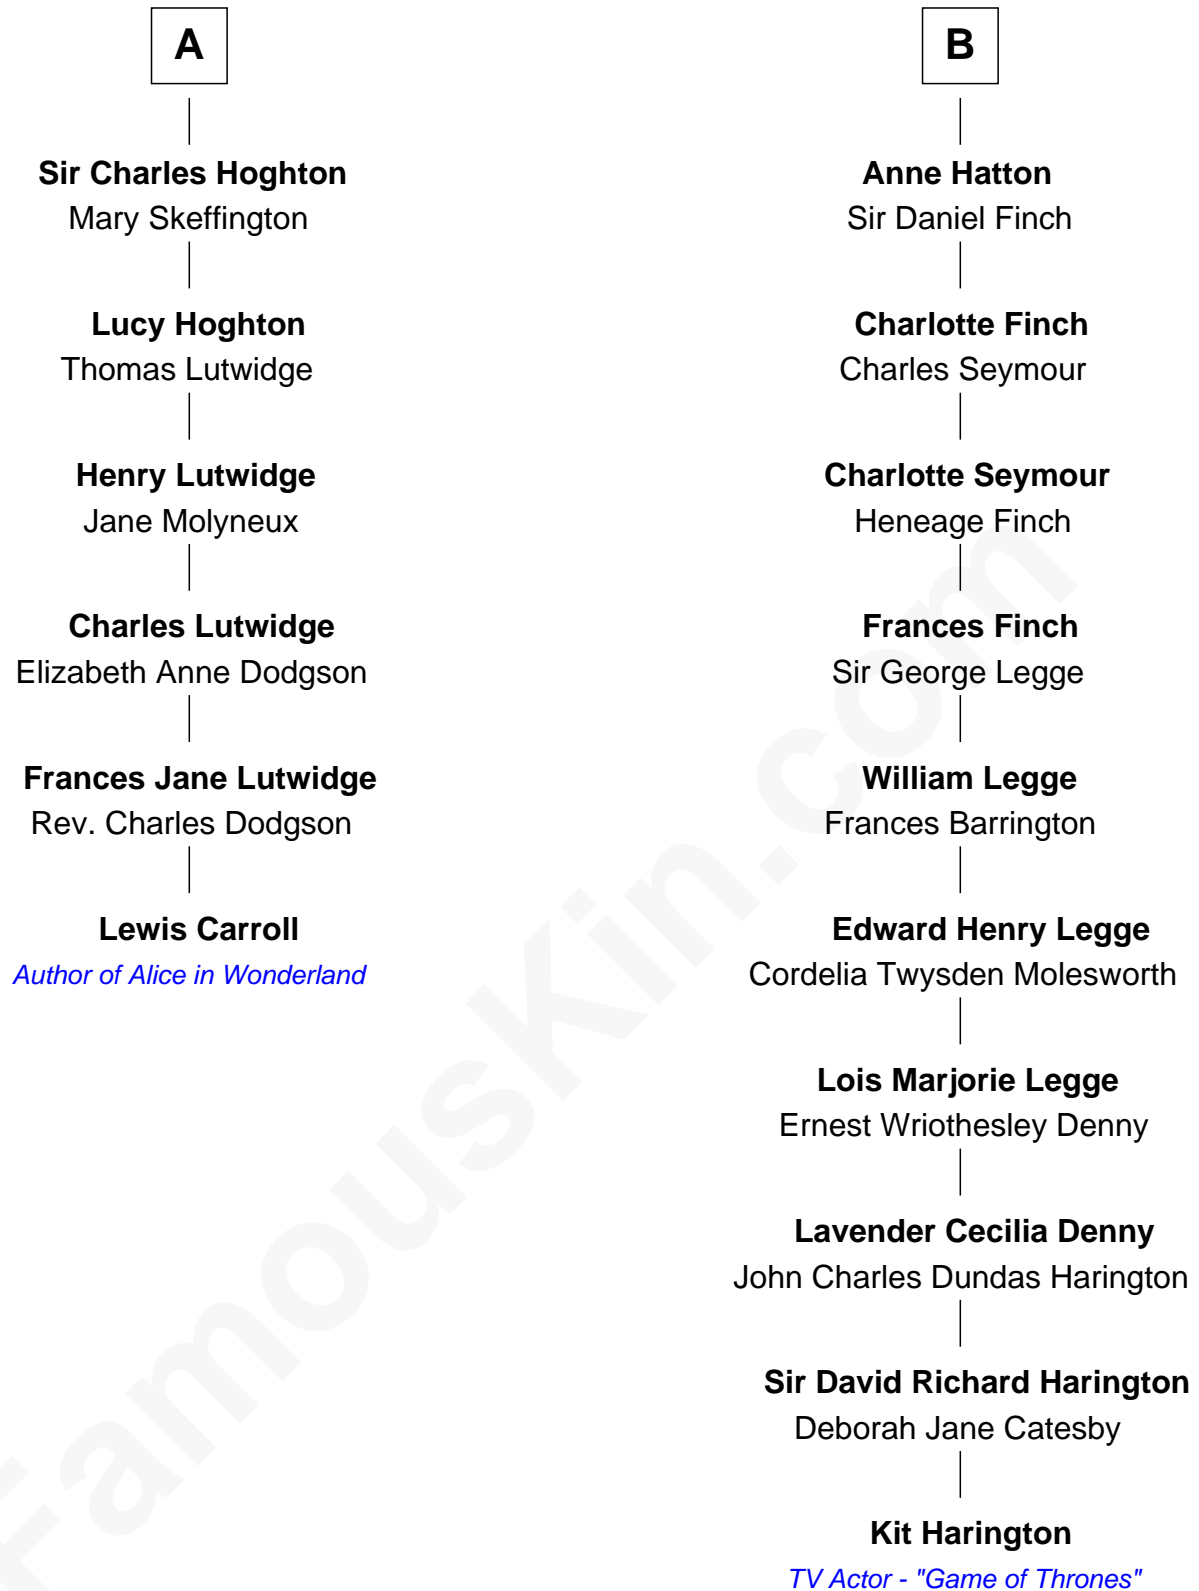 A
Sir Charles Hoghton
Mary Skeffington
Lucy Hoghton
Thomas Lutwidge
Henry Lutwidge
Jane Molyneux
Charles Lutwidge
Elizabeth Anne Dodgson
Frances Jane Lutwidge
Rev. Charles Dodgson
Lewis Carroll
Author of Alice in Wonderland
B
Anne Hatton
Sir Daniel Finch
Charlotte Finch
Charles Seymour
Charlotte Seymour
Heneage Finch
Frances Finch
Sir George Legge
William Legge
Frances Barrington
Edward Henry Legge
Cordelia Twysden Molesworth
Lois Marjorie Legge
Ernest Wriothesley Denny
Lavender Cecilia Denny
John Charles Dundas Harington
Sir David Richard Harington
Deborah Jane Catesby
Kit Harington
TV Actor - "Game of Thrones"
FamousKin.com